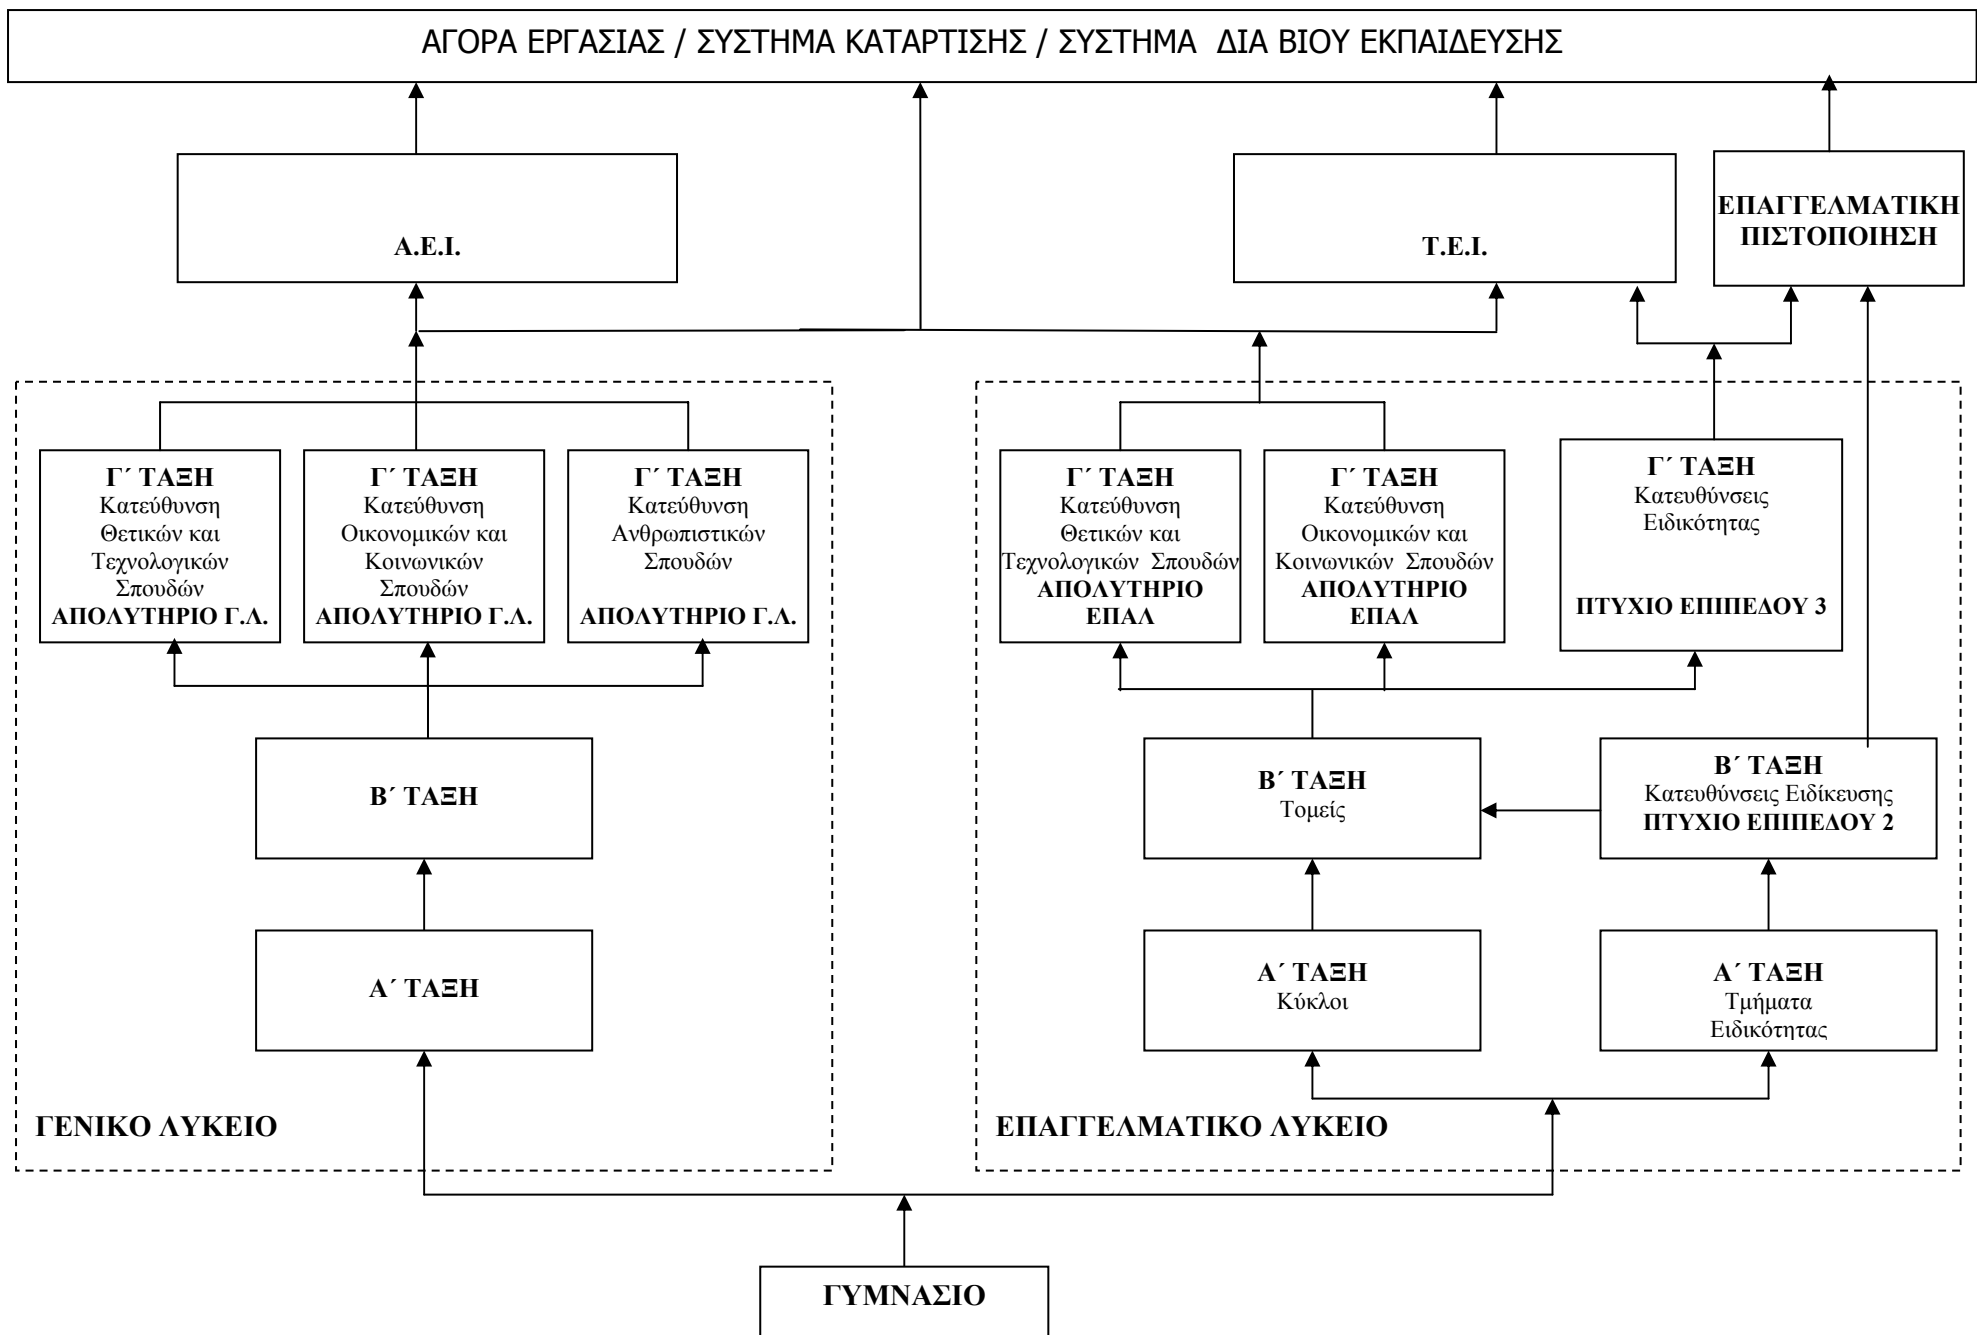 ΑΓΟΡΑ ΕΡΓΑΣΙΑΣ / ΣΥΣΤΗΜΑ ΚΑΤΑΡΤΙΣΗΣ / ΣΥΣΤΗΜΑ ΔΙΑ ΒΙΟΥ ΕΚΠΑΙΔΕΥΣΗΣ
Α.Ε.Ι.
Τ.Ε.Ι.
ΕΠΑΓΓΕΛΜΑΤΙΚΗ
ΠΙΣΤΟΠΟΙΗΣΗ
Γ΄ ΤΑΞΗ
Κατεύθυνση
Θετικών και
Τεχνολογικών
Σπουδών
ΑΠΟΛΥΤΗΡΙΟ Γ.Λ.
Γ΄ ΤΑΞΗ
Κατεύθυνση
Οικονομικών και
Κοινωνικών
Σπουδών
ΑΠΟΛΥΤΗΡΙΟ Γ.Λ.
Γ΄ ΤΑΞΗ
Κατεύθυνση
Ανθρωπιστικών
Σπουδών
ΑΠΟΛΥΤΗΡΙΟ Γ.Λ.
Γ΄ ΤΑΞΗ
Κατεύθυνση
Θετικών και
Τεχνολογικών Σπουδών
ΑΠΟΛΥΤΗΡΙΟ
ΕΠΑΛ
Γ΄ ΤΑΞΗ
Κατεύθυνση
Οικονομικών και
Κοινωνικών Σπουδών
ΑΠΟΛΥΤΗΡΙΟ
ΕΠΑΛ
Γ΄ ΤΑΞΗ
Κατευθύνσεις
Ειδικότητας
ΠΤΥΧΙΟ ΕΠΙΠΕΔΟΥ 3
Β΄ ΤΑΞΗ
Β΄ ΤΑΞΗ
Τομείς
Β΄ ΤΑΞΗ
Κατευθύνσεις Ειδίκευσης
ΠΤΥΧΙΟ ΕΠΙΠΕΔΟΥ 2
Α΄ ΤΑΞΗ
Α΄ ΤΑΞΗ
Κύκλοι
Α΄ ΤΑΞΗ
Τμήματα
Ειδικότητας
ΓΕΝΙΚΟ ΛΥΚΕΙΟ
ΕΠΑΓΓΕΛΜΑΤΙΚΟ ΛΥΚΕΙΟ
ΓΥΜΝΑΣΙΟ